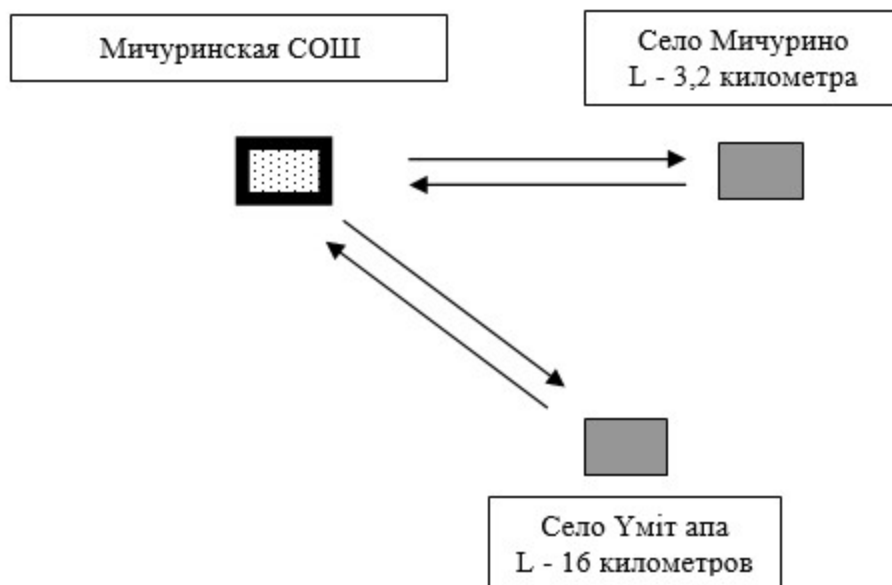 Мичуринская СОШ
Село Мичурино
L - 3,2 километра
Село Үміт апа
L - 16 километров